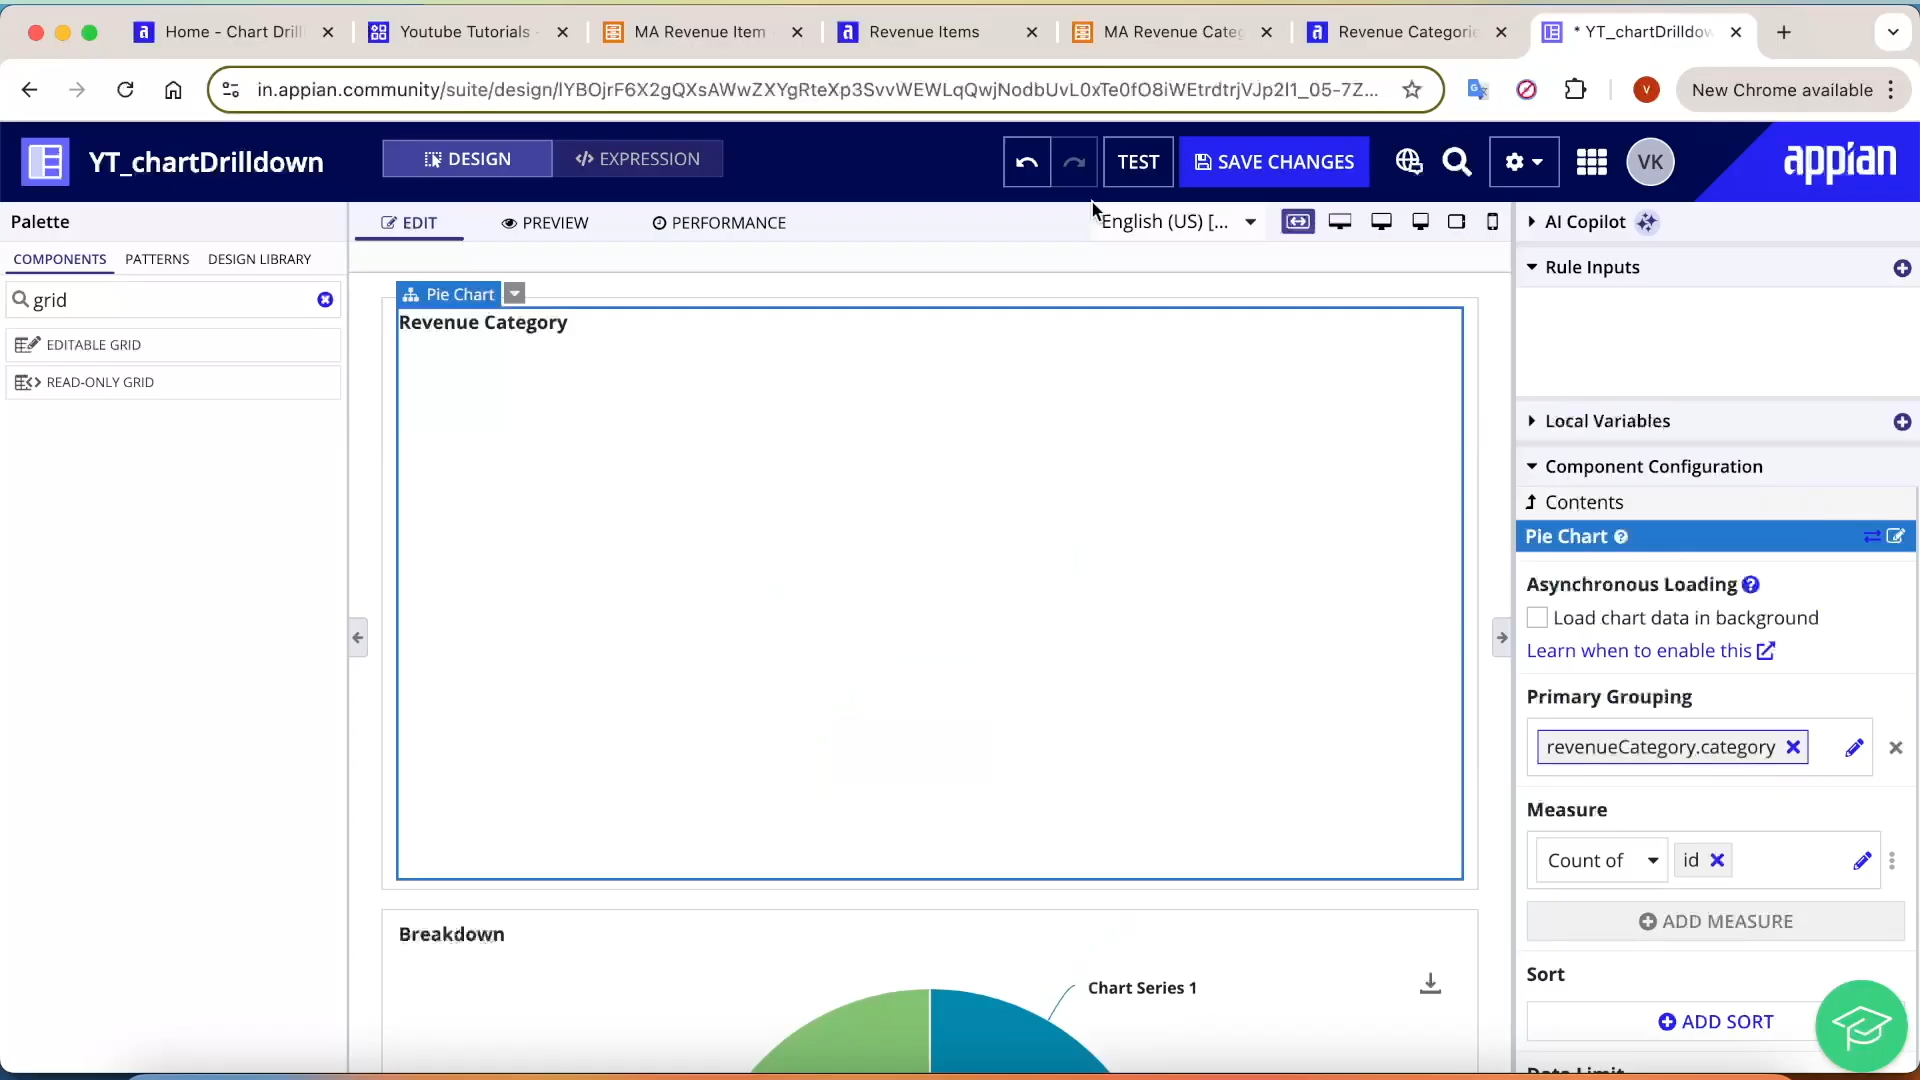 Home - Chart Drill
Youtube Tutorials
MA Revenue Item
Revenue Items
MA Revenue Categ
Revenue Categorie
* YT_chartDrilldow
in.appian.community/suite/design/lYBOjrF6X2gQXsAWwZXYgRteXp3SvvWEWLqQwjNodbUvL0xTe0fO8iWEtrdtrjVJp2I1_05-7Z...
V
New Chrome available
YT_chartDrilldown
DESIGN
EXPRESSION
TEST
SAVE CHANGES
VK
appian
Palette
EDIT
PREVIEW
PERFORMANCE
English (US) [...
COMPONENTS
PATTERNS
DESIGN LIBRARY
grid
EDITABLE GRID
READ-ONLY GRID
Pie Chart
Revenue Category
Breakdown
Chart Series 1
AI Copilot
Rule Inputs
Local Variables
Component Configuration
Contents
Pie Chart
Asynchronous Loading
Load chart data in background
Learn when to enable this
Primary Grouping
revenueCategory.category
Measure
Count of
id
ADD MEASURE
Sort
ADD SORT
Data Limit